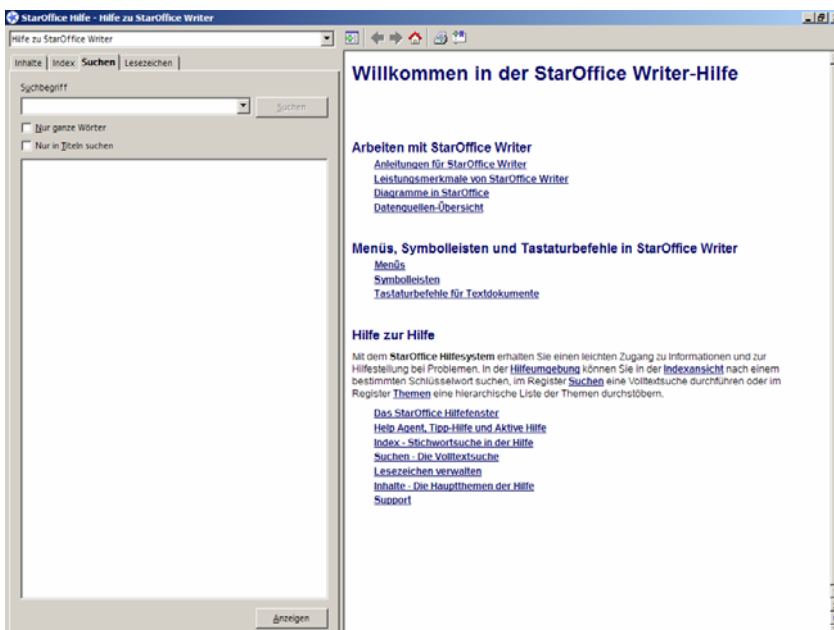 StarOffice Hilfe - Hilfe zu StarOffice Writer
Hilfe zu StarOffice Writer
Inhalte Index Suchen Lesezeichen
Suchbegriff
Suchen
Nur ganze Wörter
Nur in Titeln suchen
Anzeigen
Willkommen in der StarOffice Writer-Hilfe
Arbeiten mit StarOffice Writer
Anleitungen für StarOffice Writer
Leistungsmerkmale von StarOffice Writer
Diagramme in StarOffice
Datenquellen-Übersicht
Menüs, Symbolleisten und Tastaturbefehle in StarOffice Writer
Menüs
Symbolleisten
Tastaturbefehle für Textdokumente
Hilfe zur Hilfe
Mit dem StarOffice Hilfesystem erhalten Sie einen leichten Zugang zu Informationen und zur
Hilfestellung bei Problemen. In der Hilfeumgebung können Sie in der Indexansicht nach einem
bestimmten Schlüsselwort suchen, im Register Suchen eine Volltextsuche durchführen oder im
Register Themen eine hierarchische Liste der Themen durchstöbern.
Das StarOffice Hilfefenster
Help Agent, Tipp-Hilfe und Aktive Hilfe
Index - Stichwortsuche in der Hilfe
Suchen - Die Volltextsuche
Lesezeichen verwalten
Inhalte - Die Hauptthemen der Hilfe
Support